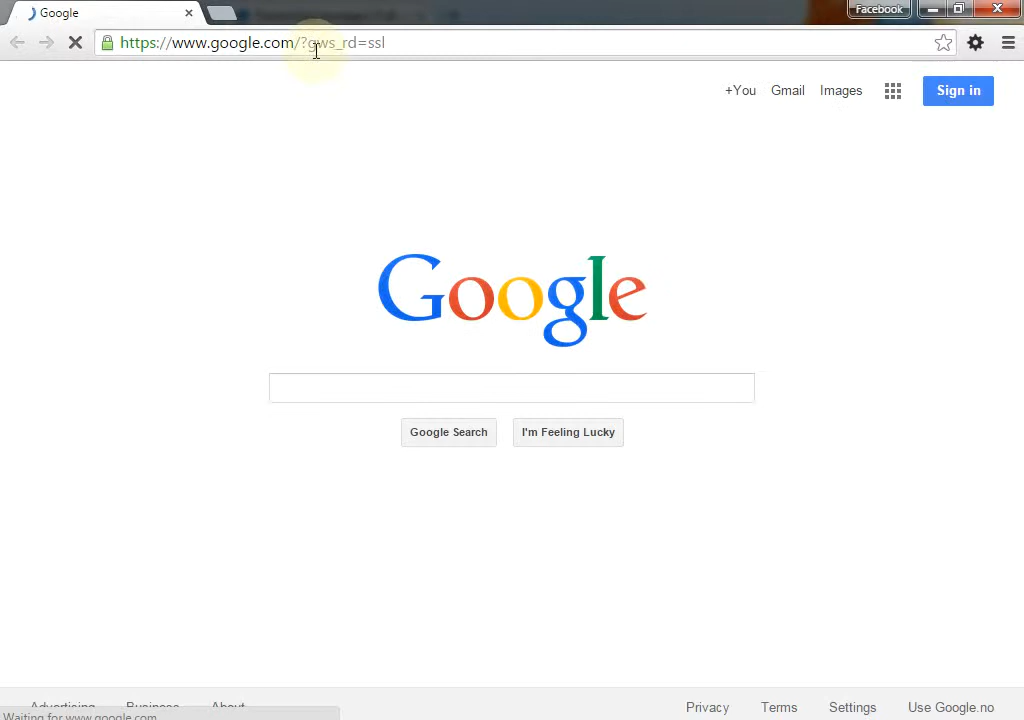 Google
Facebook
https://www.google.com/?gws_rd=ssl
+You Gmail Images Sign in
Google
Google Search I'm Feeling Lucky
Advertising Business About Privacy Terms Settings Use Google.no
Waiting for www.google.com